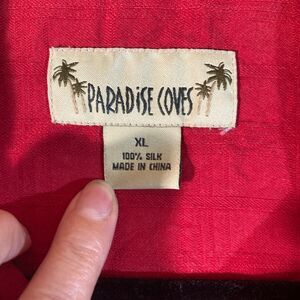 PARADISE COVES
XL
100% SILK
MADE IN CHINA